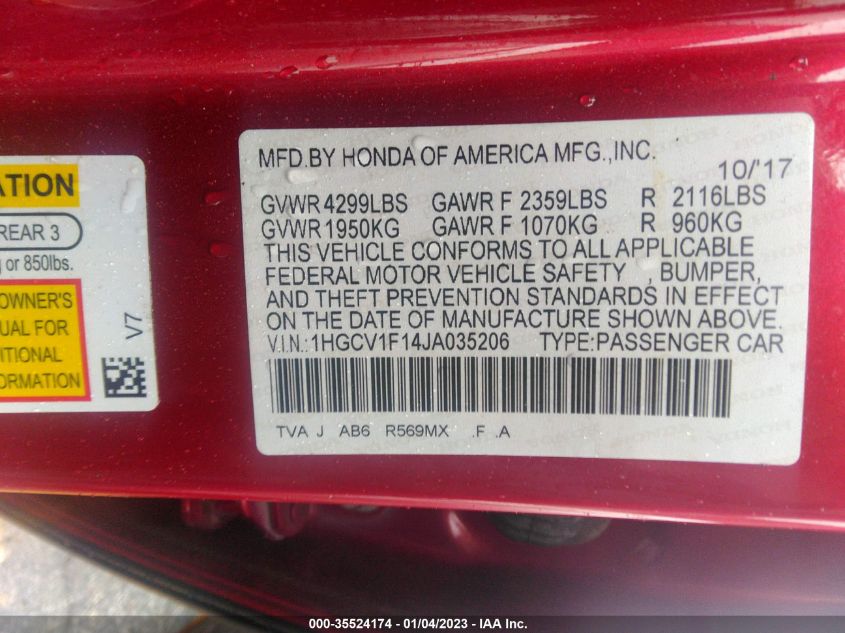 ATION
REAR 3
or 850lbs.
OWNER'S
UAL FOR
ITIONAL
ORMATION
V7
MFD.BY HONDA OF AMERICA MFG.,INC.
10/'17
GVWR 4299LBS GAWR F 2359LBS R 2116LBS
GVWR 1950KG GAWR F 1070KG R 960KG
THIS VEHICLE CONFORMS TO ALL APPLICABLE
FEDERAL MOTOR VEHICLE SAFETY , BUMPER,
AND THEFT PREVENTION STANDARDS IN EFFECT
ON THE DATE OF MANUFACTURE SHOWN ABOVE.
V.I.N.:1HGCV1F14JA035206 TYPE:PASSENGER CAR
TVA J AB6 R569MX .F .A
000-35524174 - 01/04/2023 - IAA Inc.